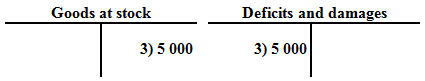 Goods at stock Deficits and damages
3) 5 000 3) 5 000